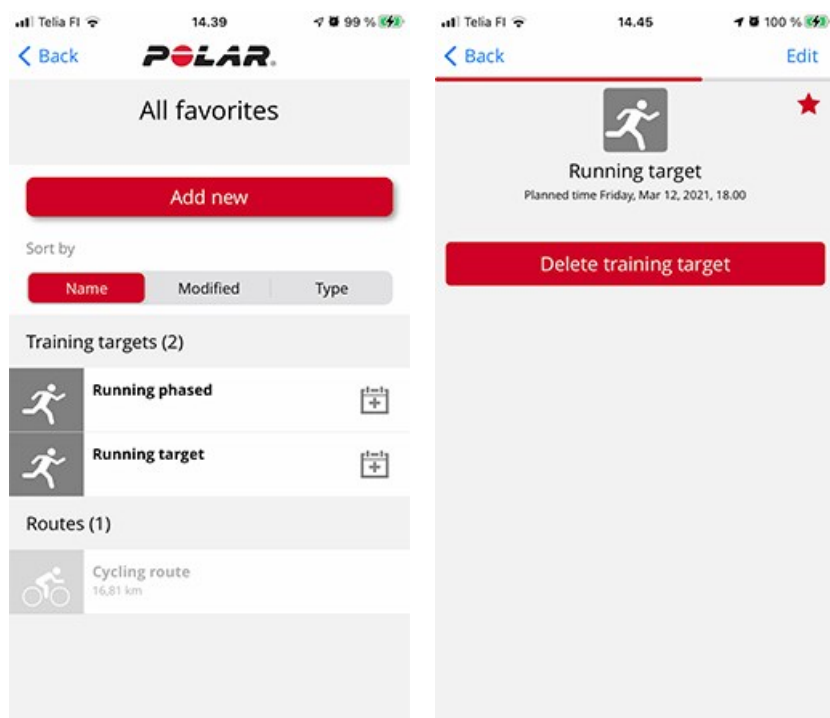 Telia FI 14.39 99 %
Back POLAR
All favorites
Add new
Sort by
Name Modified Type
Training targets (2)
Running phased
Running target
Routes (1)
Cycling route
16,81 km
Telia FI 14.45 100 %
Back Edit
Running target
Planned time Friday, Mar 12, 2021, 18.00
Delete training target